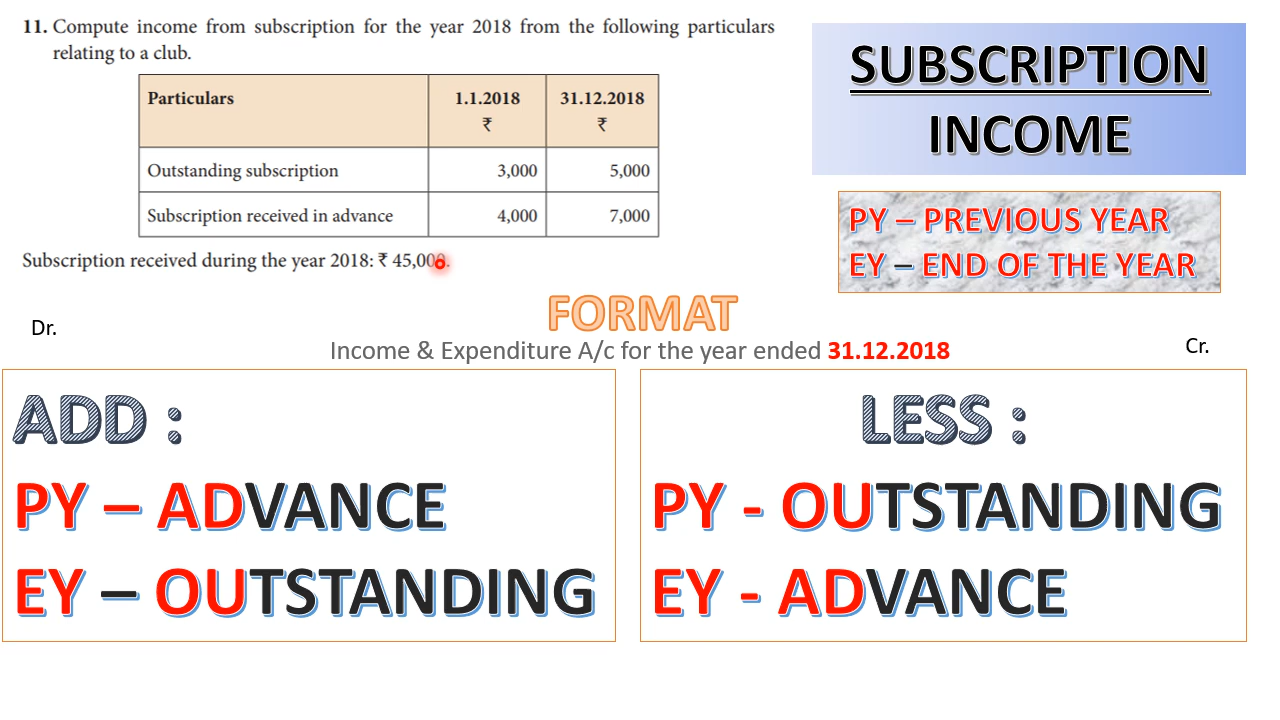 11. Compute income from subscription for the year 2018 from the following particulars
relating to a club.
Particulars 1.1.2018 31.12.2018
₹ ₹
Outstanding subscription 3,000 5,000
Subscription received in advance 4,000 7,000
Subscription received during the year 2018: ₹ 45,000.
SUBSCRIPTION
INCOME
PY – PREVIOUS YEAR
EY – END OF THE YEAR
FORMAT
Dr.
Income & Expenditure A/c for the year ended 31.12.2018
Cr.
ADD :
PY – ADVANCE
EY – OUTSTANDING
LESS :
PY - OUTSTANDING
EY - ADVANCE